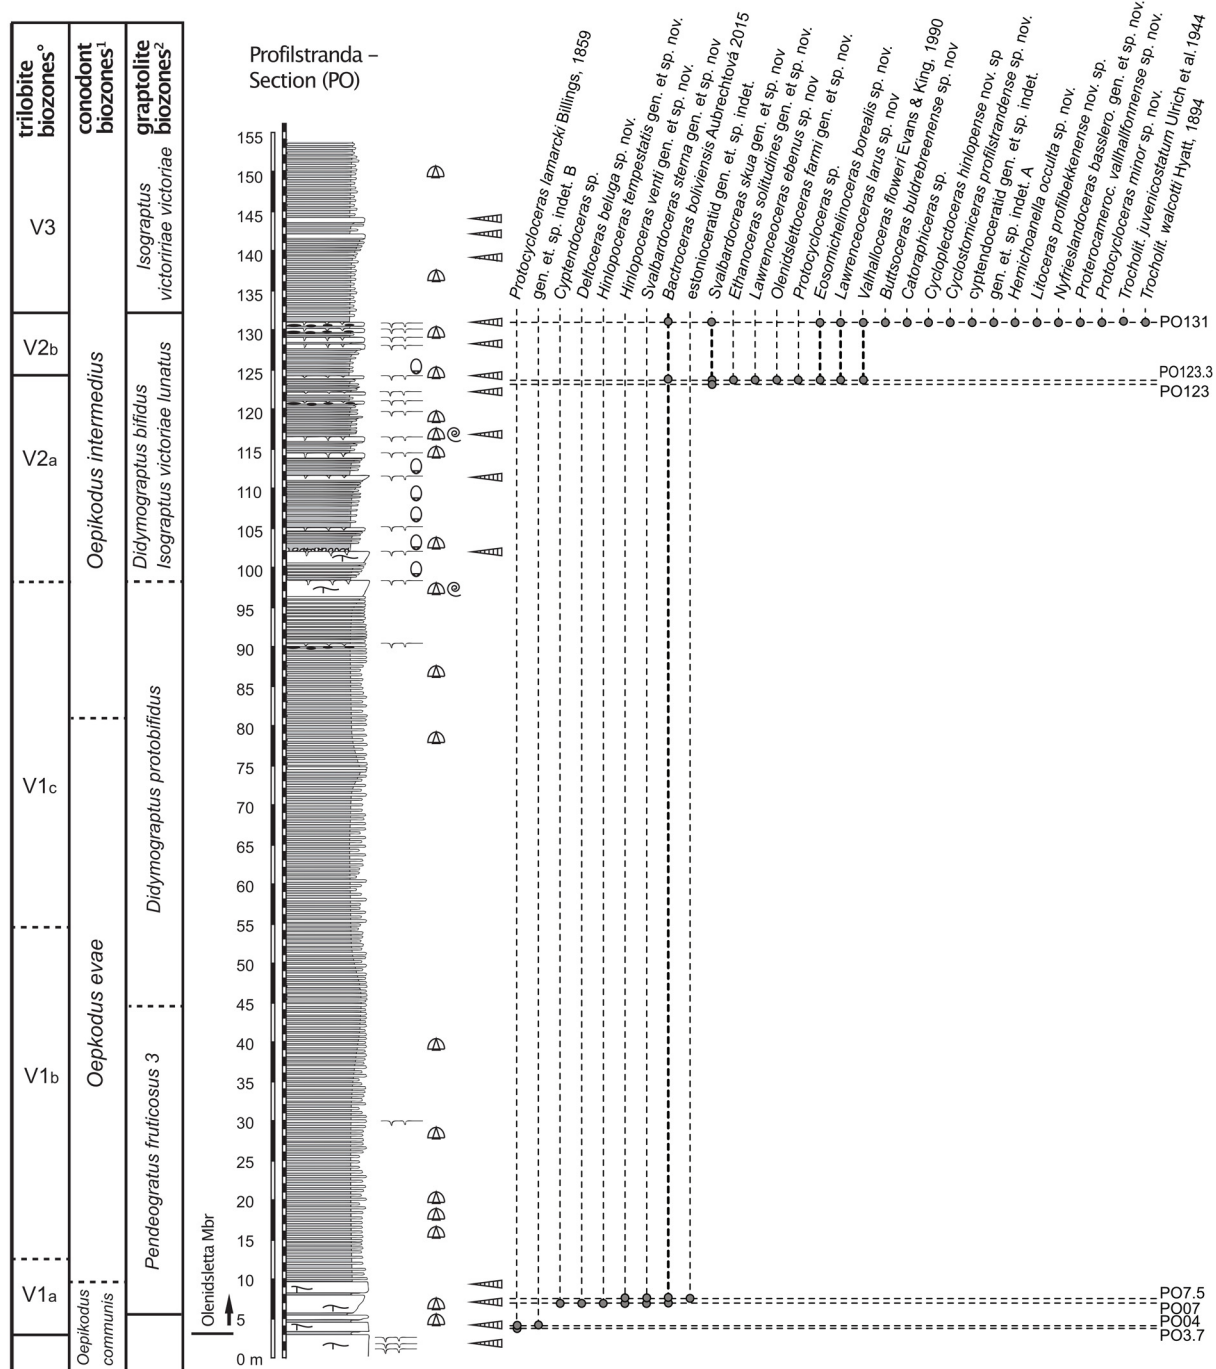 trilobite
biozones°
conodont
biozones¹
graptolite
biozones²
Profilstranda –
Section (PO)
V3
V2b
V2a
V1c
V1b
V1a
Oepikodus intermedius
Oepkodus evae
Oepikodus
communis
Isograptus
victoririae victoriae
Didymograptus bifidus
Isograptus victoriae lunatus
Didymograptus protobifidus
Pendeogratus fruticosus 3
Olenidsletta Mbr
155
150
145
140
135
130
125
120
115
110
105
100
95
90
85
80
75
70
65
60
55
50
45
40
35
30
25
20
15
10
5
0 m
Protocycloceras lamarcki Billings, 1859
gen. et. sp. indet. B
Cyptendoceras sp.
Deltoceras beluga sp. nov.
Hinlopoceras tempestatis gen. et sp. nov.
Hinlopoceras venti gen. et sp. nov.
Svalbardoceras sterna gen. et sp. nov
Bactroceras boliviensis Aubrechtová 2015
estonioceratid gen. et. sp. indet.
Svalbardocreas skua gen. et sp. nov
Ethanoceras solitudines gen. et sp. nov.
Lawrenceoceras ebenus sp. nov
Olenidslettoceras farmi gen. et sp. nov.
Protocycloceras sp.
Eosomichelinoceras borealis sp. nov.
Lawrenceoceras larus sp. nov
Valhalloceras floweri Evans & King, 1990
Buttsoceras buldrebreenense sp. nov
Catoraphiceras sp.
Cycloplectoceras hinlopense nov. sp
Cyclostomiceras profilstrandense sp. nov.
cyptendoceratid gen. et sp. indet.
gen. et. sp. indet. A
Hemichoanella occulta sp. nov.
Litoceras profilbekkenense nov. sp.
Nyfrieslandoceras basslero. gen. et sp. nov.
Proterocameroc. vallhallfonnense sp. nov.
Protocycloceras minor sp. nov.
Trocholit. juvenicostatum Ulrich et al.1944
Trocholit. walcotti Hyatt, 1894
PO131
PO123.3
PO123
PO7.5
PO07
PO04
PO3.7